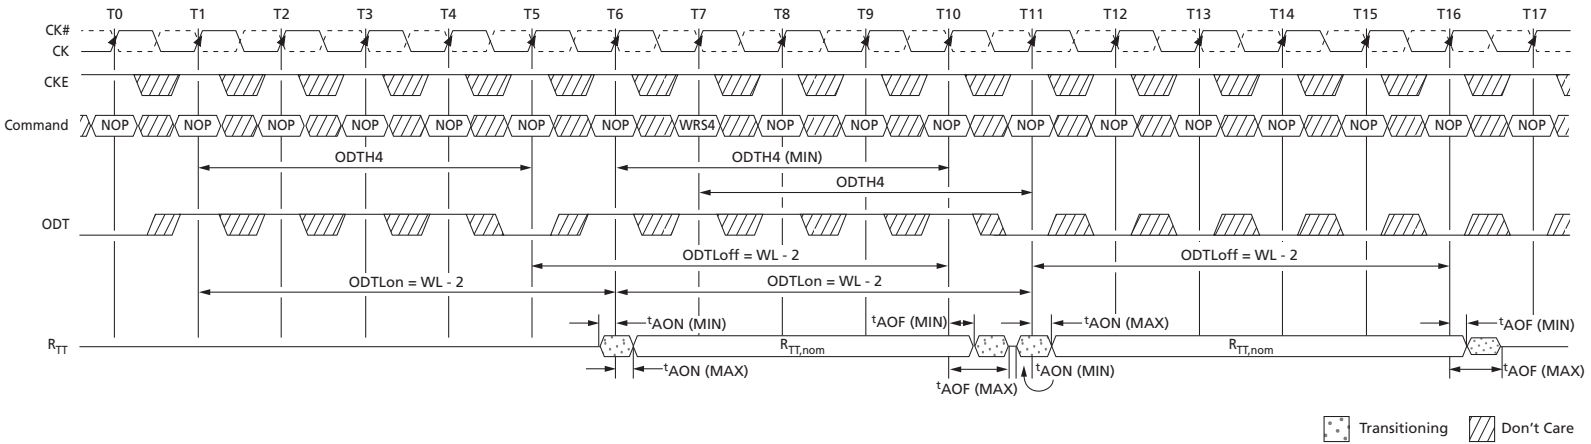 T0 T1 T2 T3 T4 T5 T6 T7 T8 T9 T10 T11 T12 T13 T14 T15 T16 T17
CK#
CK
CKE
Command NOP NOP NOP NOP NOP NOP NOP WRS4 NOP NOP NOP NOP NOP NOP NOP NOP NOP NOP
ODTH4 ODTH4 (MIN)
ODTH4
ODT
ODTLoff = WL - 2 ODTLoff = WL - 2
ODTLon = WL - 2 ODTLon = WL - 2
tAON (MIN) tAOF (MIN) tAON (MAX) tAOF (MIN)
RTT RTT,nom RTT,nom
tAON (MAX) tAON (MIN) tAOF (MAX)
tAOF (MAX)
Transitioning Don't Care